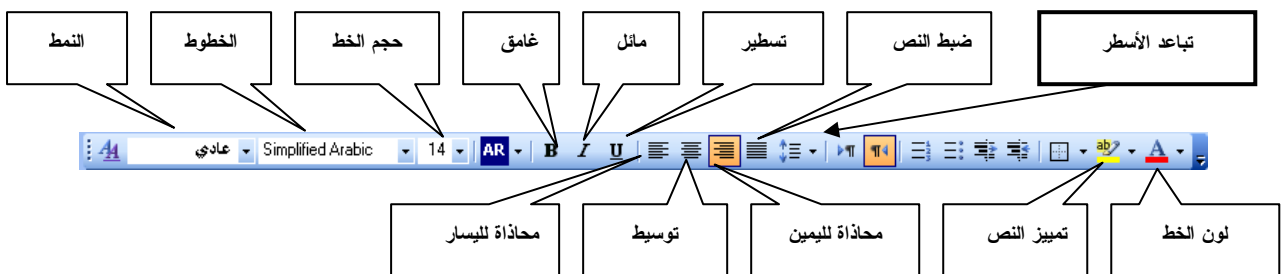 تباعد الأسطر
ضبط النص
تسطير
مائل
غامق
حجم الخط
الخطوط
النمط
عادي Simplified Arabic 14 AR B I U
محاذاة لليسار
توسيط
محاذاة لليمين
تمييز النص
لون الخط